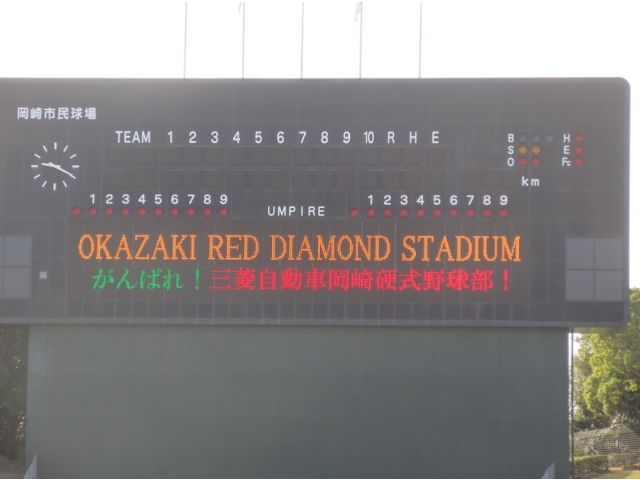 岡崎市民球場
TEAM 1 2 3 4 5 6 7 8 9 10 R H E
B H
S E
O Fc
km
1 2 3 4 5 6 7 8 9 UMPIRE 1 2 3 4 5 6 7 8 9
OKAZAKI RED DIAMOND STADIUM
がんばれ！三菱自動車岡崎硬式野球部！